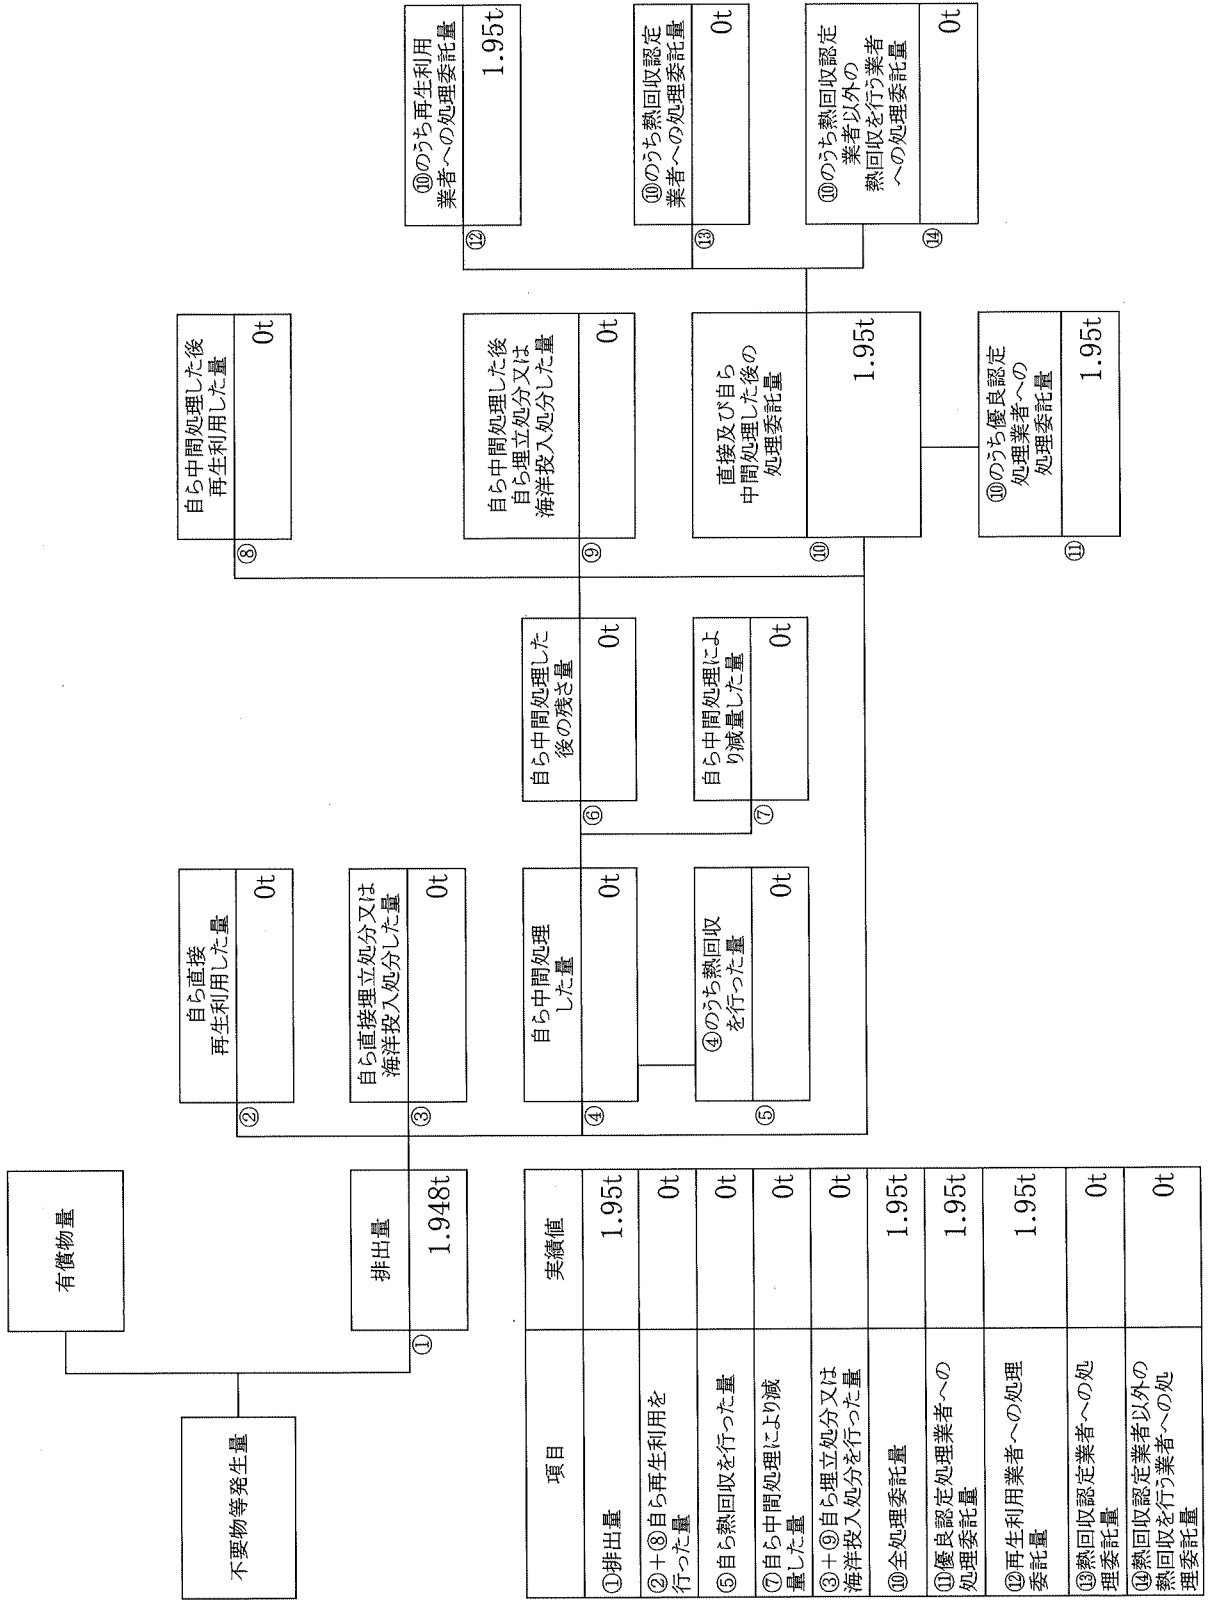 不要物等発生量
有償物量
排出量
①
1.948t
自ら直接
再生利用した量
②
0t
自ら直接埋立処分又は
海洋投入処分した量
③
0t
自ら中間処理
した量
④
0t
④のうち熱回収
を行った量
⑤
0t
自ら中間処理した
後の残さ量
⑥
0t
自ら中間処理によ
り減量した量
⑦
0t
自ら中間処理した後
再生利用した量
⑧
0t
自ら中間処理した後
自ら埋立処分又は
海洋投入処分した量
⑨
0t
直接及び自ら
中間処理した後の
処理委託量
⑩
1.95t
⑩のうち優良認定
処理業者への
処理委託量
⑪
1.95t
⑩のうち再生利用
業者への処理委託量
⑫
1.95t
⑩のうち熱回収認定
業者への処理委託量
⑬
0t
⑩のうち熱回収認定
業者以外の
熱回収を行う業者
への処理委託量
⑭
0t
項目 実績値
①排出量 1.95t
②+⑧自ら再生利用を
行った量
0t
⑤自ら熱回収を行った量 0t
⑦自ら中間処理により減
量した量
0t
③+⑨自ら埋立処分又は
海洋投入処分を行った量
0t
⑩全処理委託量 1.95t
⑪優良認定処理業者への
処理委託量
1.95t
⑫再生利用業者への処理
委託量
1.95t
⑬熱回収認定業者への処
理委託量
0t
⑭熱回収認定業者以外の
熱回収を行う業者への処
理委託量
0t